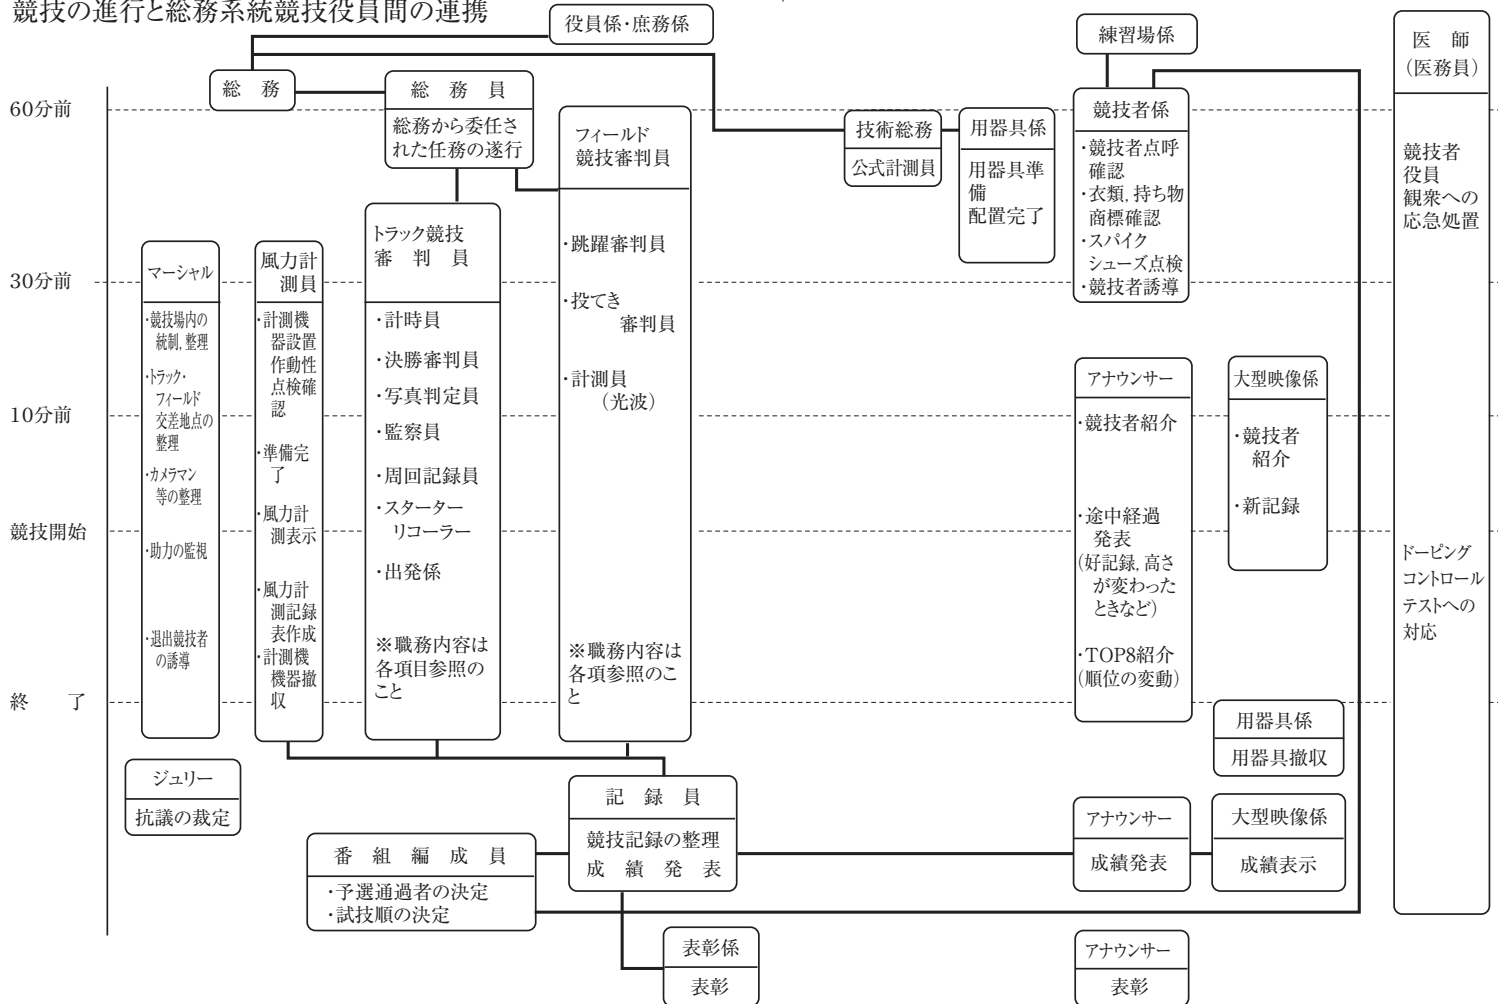 競技の進行と総務系統競技役員間の連携
役員係・庶務係
総 務
総 務 員
総務から委任さ
れた任務の遂行
60分前
30分前
10分前
競技開始
終 了
マーシャル
・競技場内の
統制,整理
・トラック・
フィールド
交差地点の
整理
・カメラマン
等の整理
・助力の監視
・退出競技者
の誘導
風力計
測員
・計測機
器設置
作動性
点検確
認
・準備完
了
・風力計
測表示
・風力計
測記録
表作成
・計測機
機器撤
収
トラック競技
審 判 員
・計時員
・決勝審判員
・写真判定員
・監察員
・周回記録員
・スターター
リコーラー
・出発係
※職務内容は
各項目参照の
こと
フィールド
競技審判員
・跳躍審判員
・投てき
審判員
・計測員
(光波)
※職務内容は
各項参照のこ
と
技術総務
公式計測員
用器具係
用器具準
備
配置完了
練習場係
競技者係
・競技者点呼
確認
・衣類,持ち物
商標確認
・スパイク
シューズ点検
・競技者誘導
アナウンサー
・競技者紹介
・途中経過
発表
(好記録,高さ
が変わった
ときなど)
・TOP8紹介
(順位の変動)
大型映像係
・競技者
紹介
・新記録
医 師
(医務員)
競技者
役員
観衆への
応急処置
ドーピング
コントロール
テストへの
対応
用器具係
用器具撤収
ジュリー
抗議の裁定
記 録 員
競技記録の整理
成 績 発 表
番 組 編 成 員
・予選通過者の決定
・試技順の決定
アナウンサー
成績発表
大型映像係
成績表示
表彰係
表彰
アナウンサー
表彰